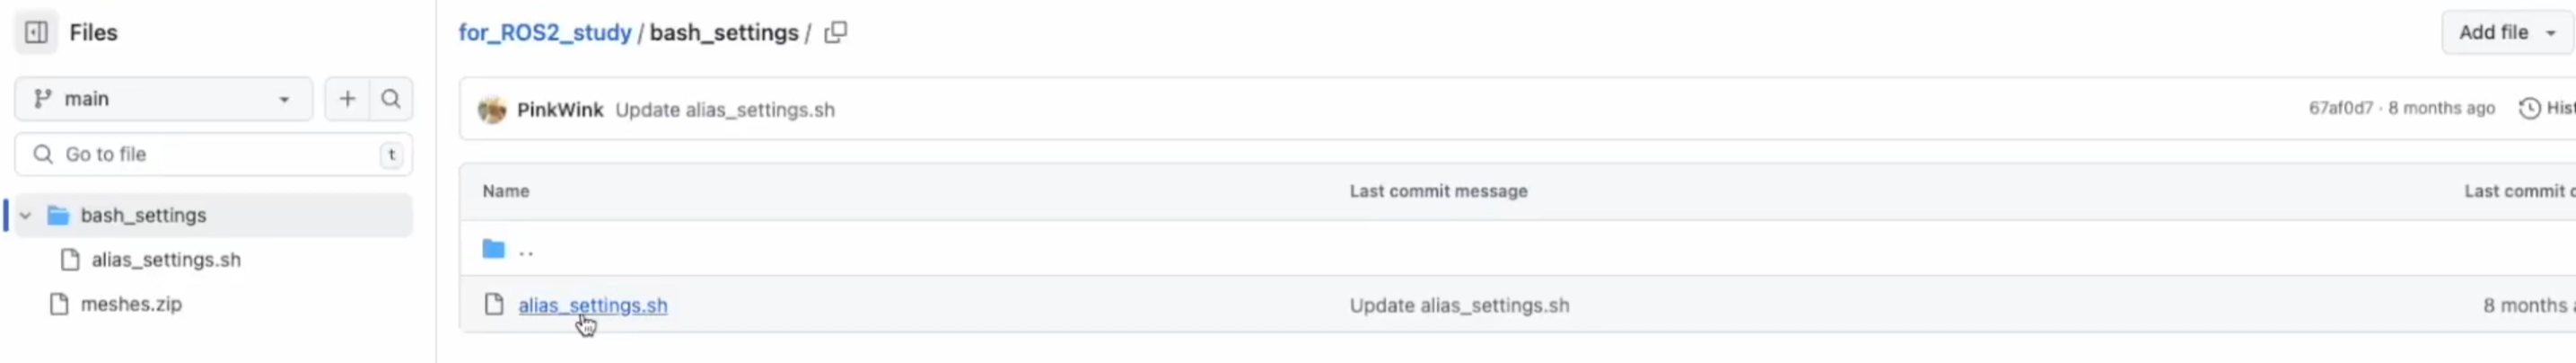 Files
for_ROS2_study / bash_settings /
Add file
main
PinkWink Update alias_settings.sh
67af0d7 · 8 months ago
Go to file
t
Name
Last commit message
Last commit
bash_settings
..
alias_settings.sh
alias_settings.sh
Update alias_settings.sh
8 months
meshes.zip